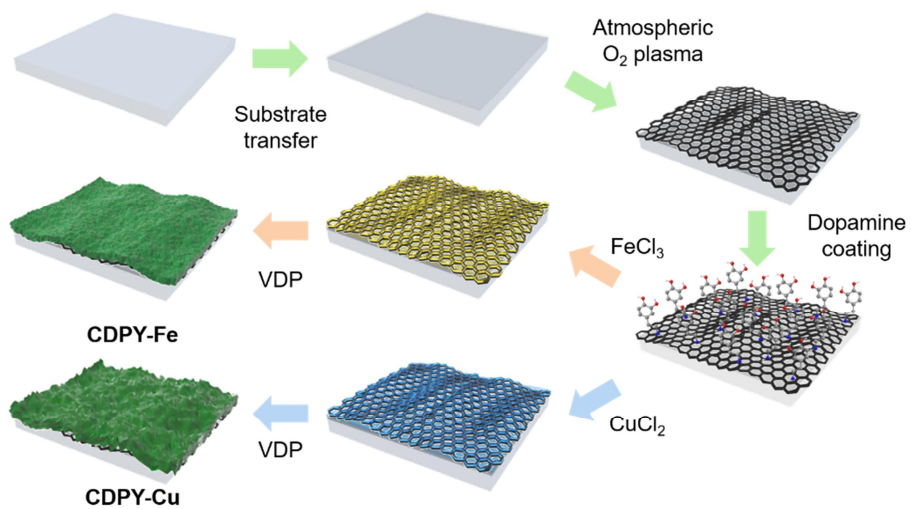 Substrate
transfer
Atmospheric
O₂ plasma
Dopamine
coating
FeCl₃
VDP
CDPY-Fe
CuCl₂
VDP
CDPY-Cu